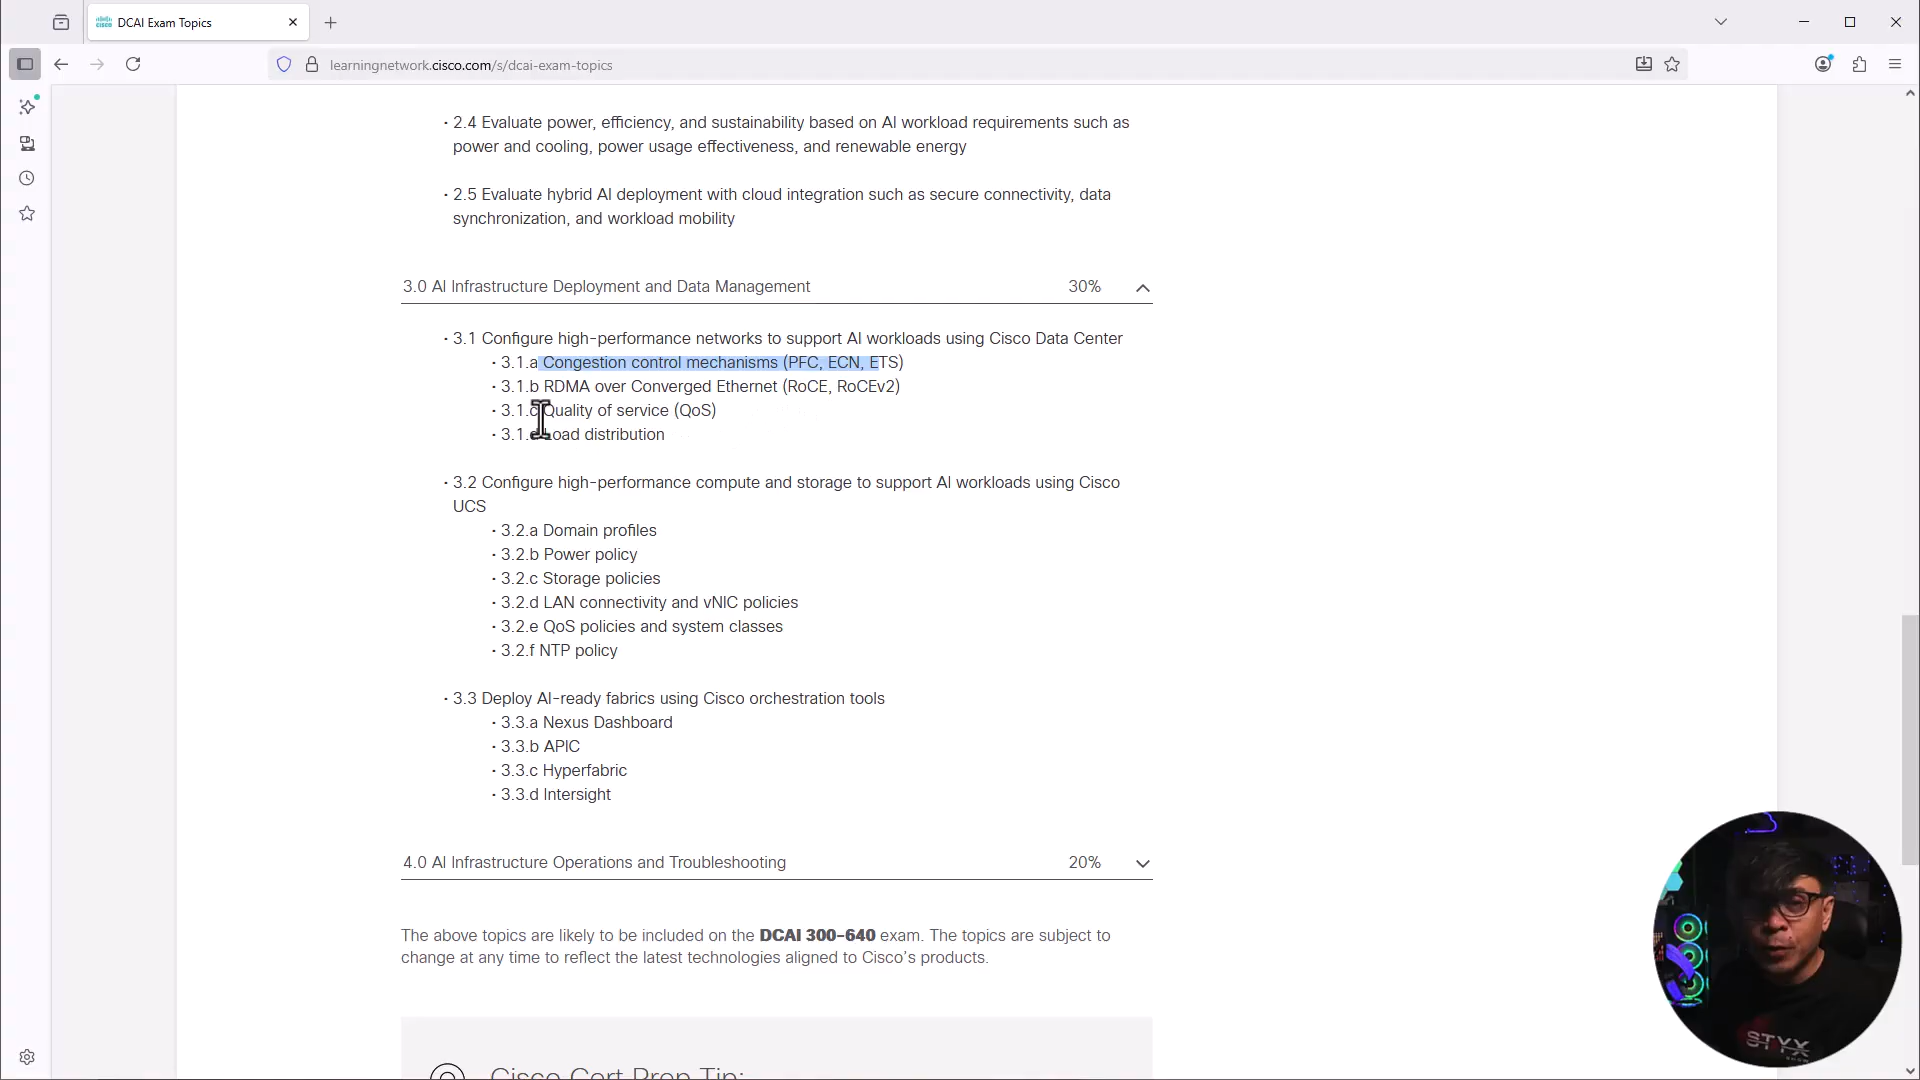 DCAI Exam Topics
learningnetwork.cisco.com/s/dcai-exam-topics
· 2.4 Evaluate power, efficiency, and sustainability based on AI workload requirements such as
power and cooling, power usage effectiveness, and renewable energy
· 2.5 Evaluate hybrid AI deployment with cloud integration such as secure connectivity, data
synchronization, and workload mobility
3.0 AI Infrastructure Deployment and Data Management 30%
· 3.1 Configure high-performance networks to support AI workloads using Cisco Data Center
· 3.1.a Congestion control mechanisms (PFC, ECN, ETS)
· 3.1.b RDMA over Converged Ethernet (RoCE, RoCEv2)
· 3.1.c Quality of service (QoS)
· 3.1.d Load distribution
· 3.2 Configure high-performance compute and storage to support AI workloads using Cisco
UCS
· 3.2.a Domain profiles
· 3.2.b Power policy
· 3.2.c Storage policies
· 3.2.d LAN connectivity and vNIC policies
· 3.2.e QoS policies and system classes
· 3.2.f NTP policy
· 3.3 Deploy AI-ready fabrics using Cisco orchestration tools
· 3.3.a Nexus Dashboard
· 3.3.b APIC
· 3.3.c Hyperfabric
· 3.3.d Intersight
4.0 AI Infrastructure Operations and Troubleshooting 20%
The above topics are likely to be included on the DCAI 300-640 exam. The topics are subject to
change at any time to reflect the latest technologies aligned to Cisco's products.
Cisco Cert Prep Tip:
STYX